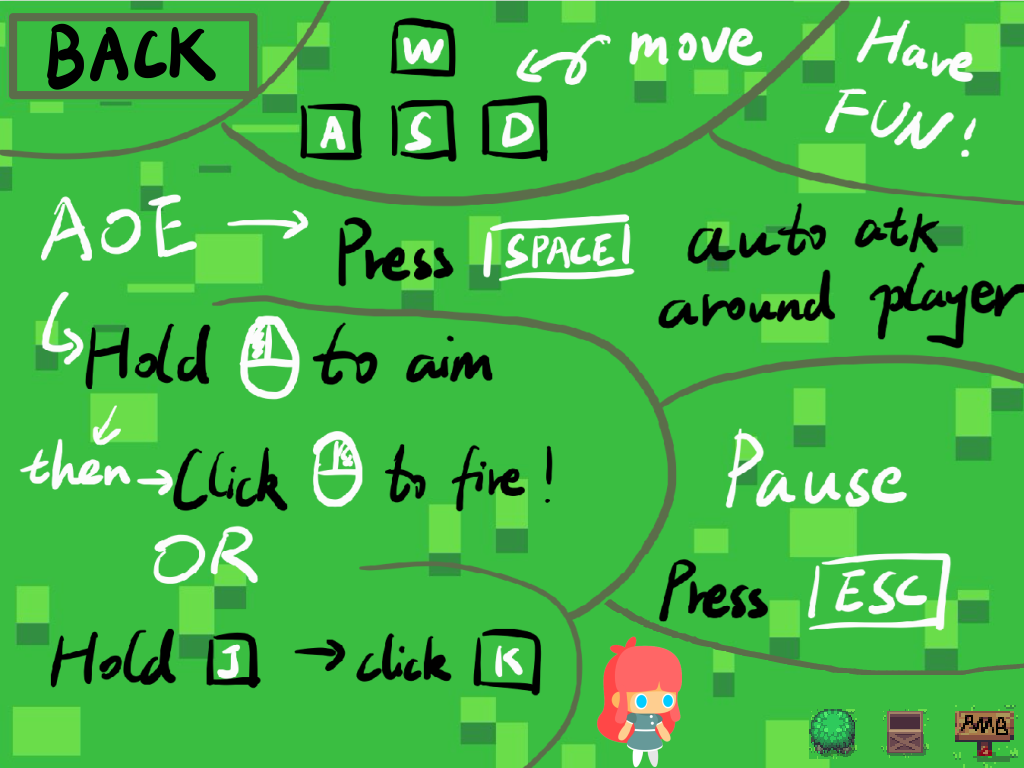 BACK
W
move
A S D
Have
FUN!
AOE → Press SPACE
auto atk
around player
Hold to aim
then → Click to fire!
OR
Hold J → click K
Pause
Press ESC
AMB